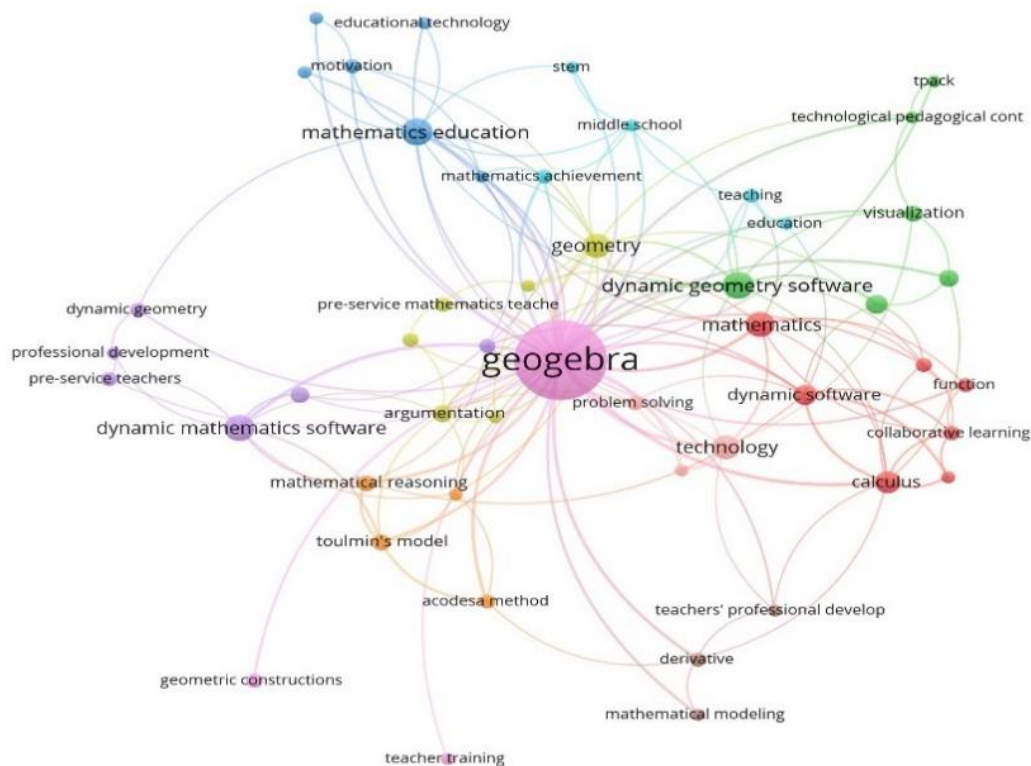 educational technology
motivation
stem
tpack
technological pedagogical cont
mathematics education
middle school
mathematics achievement
teaching
visualization
education
geometry
dynamic geometry software
pre-service mathematics teache
dynamic geometry
mathematics
professional development
geogebra
pre-service teachers
function
dynamic software
problem solving
argumentation
dynamic mathematics software
collaborative learning
technology
mathematical reasoning
calculus
toulmin's model
acodesa method
teachers' professional develop
derivative
geometric constructions
mathematical modeling
teacher training